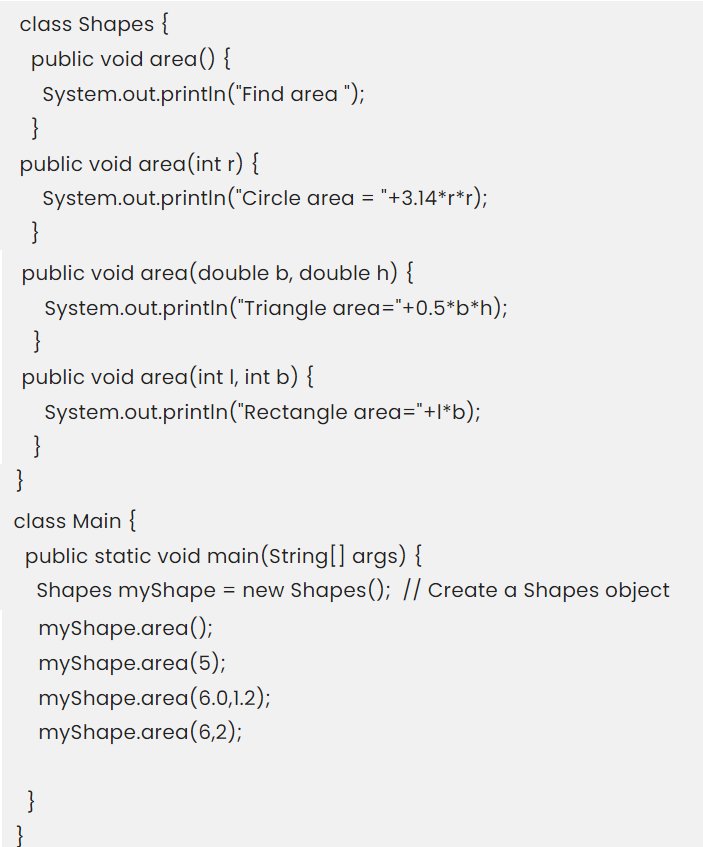 class Shapes {
public void area() {
System.out.println("Find area ");
}
public void area(int r) {
System.out.println("Circle area = "+3.14*r*r);
}
public void area(double b, double h) {
System.out.println("Triangle area="+0.5*b*h);
}
public void area(int l, int b) {
System.out.println("Rectangle area="+l*b);
}
}
class Main {
public static void main(String[] args) {
Shapes myShape = new Shapes(); // Create a Shapes object
myShape.area();
myShape.area(5);
myShape.area(6.0,1.2);
myShape.area(6,2);
}
}